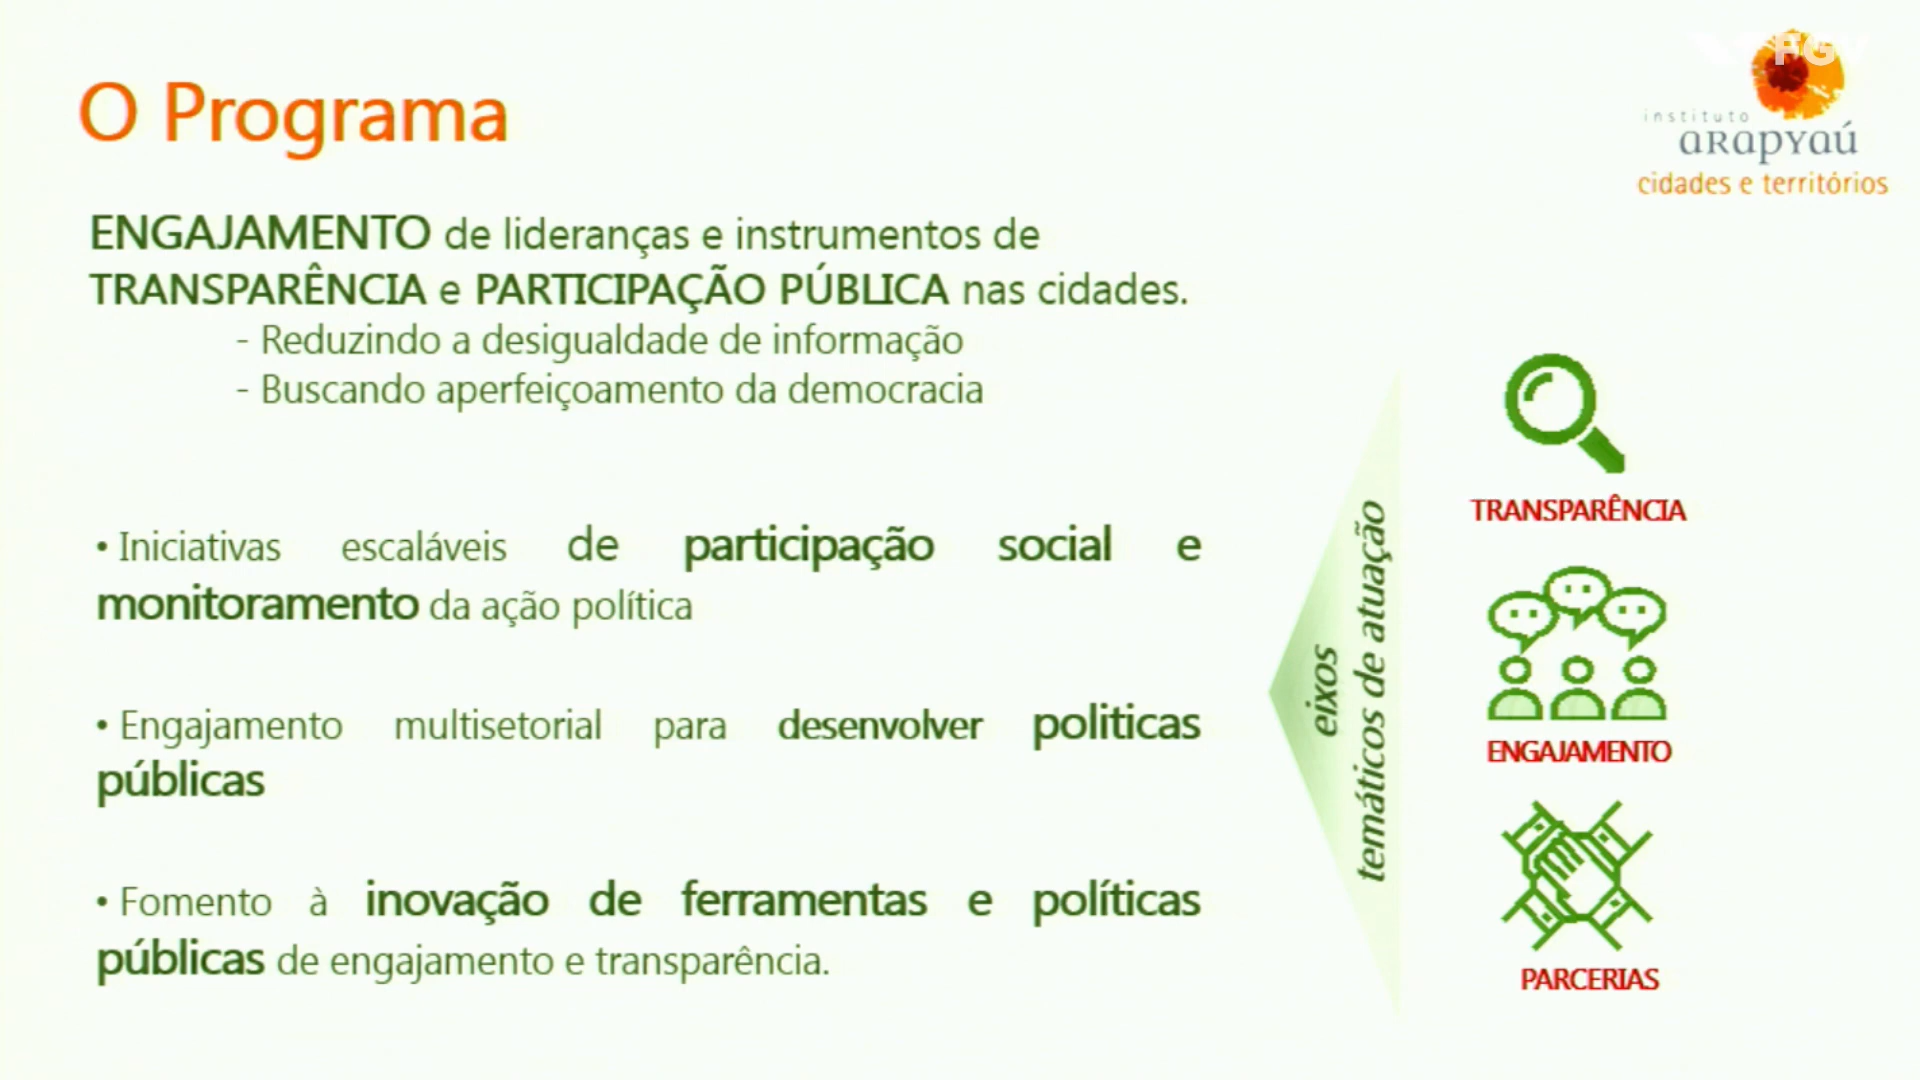 O Programa
FGV
instituto
arapyaú
cidades e territórios
ENGAJAMENTO de lideranças e instrumentos de
TRANSPARÊNCIA e PARTICIPAÇÃO PÚBLICA nas cidades.
- Reduzindo a desigualdade de informação
- Buscando aperfeiçoamento da democracia
• Iniciativas escaláveis de participação social e
monitoramento da ação política
• Engajamento multisetorial para desenvolver politicas
públicas
• Fomento à inovação de ferramentas e políticas
públicas de engajamento e transparência.
eixos
temáticos de atuação
TRANSPARÊNCIA
ENGAJAMENTO
PARCERIAS